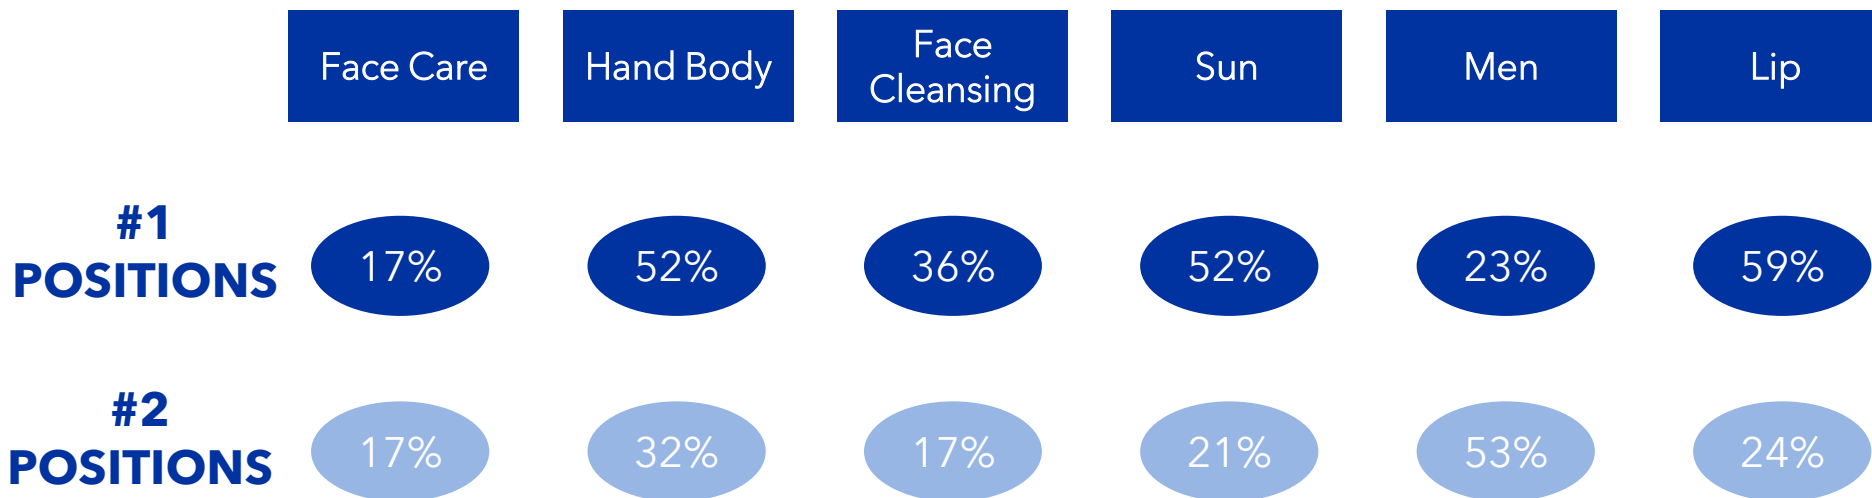 Face Care
Hand Body
Face
Cleansing
Sun
Men
Lip
#1
POSITIONS
17%
52%
36%
52%
23%
59%
#2
POSITIONS
17%
32%
17%
21%
53%
24%